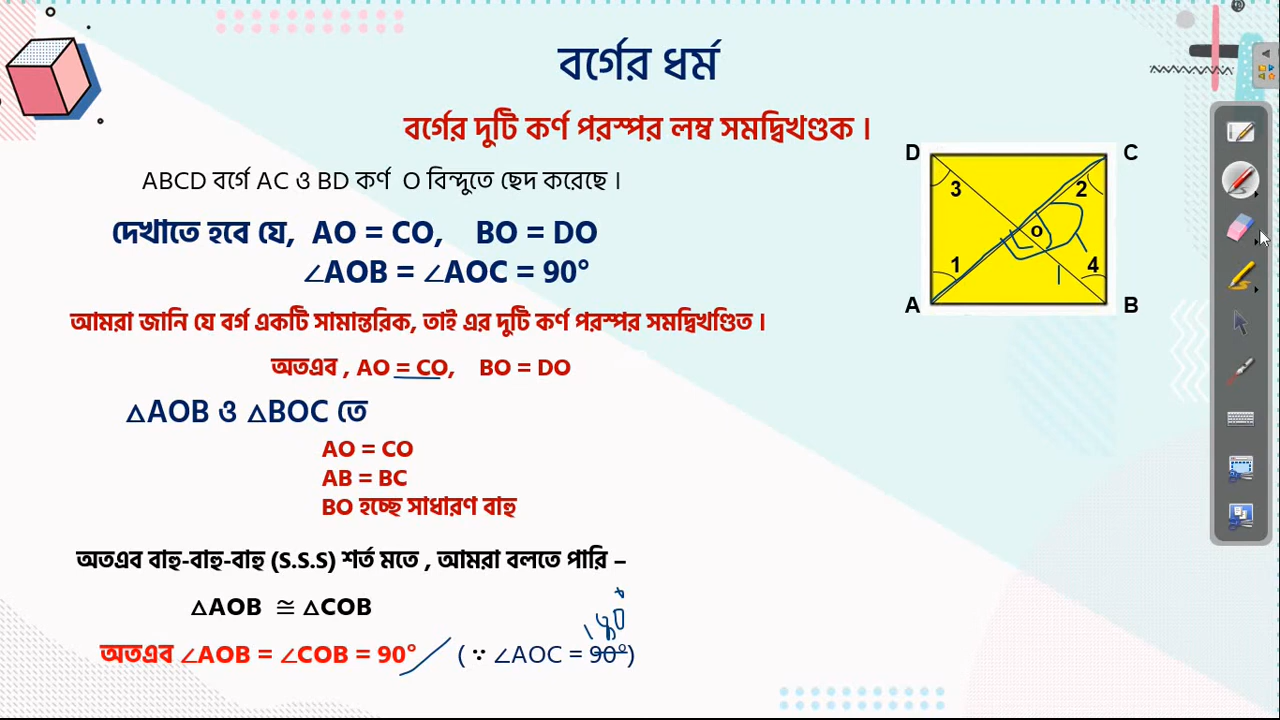 বর্গের ধর্ম
বর্গের দুটি কর্ণ পরস্পর লম্ব সমদ্বিখণ্ডক ।
ABCD বর্গে AC ও BD কর্ণ O বিন্দুতে ছেদ করেছে ।
দেখাতে হবে যে, AO = CO, BO = DO
∠AOB = ∠AOC = 90°
আমরা জানি যে বর্গ একটি সামান্তরিক, তাই এর দুটি কর্ণ পরস্পর সমদ্বিখণ্ডিত ।
অতএব , AO = CO, BO = DO
△AOB ও △BOC তে
AO = CO
AB = BC
BO হচ্ছে সাধারণ বাহু
অতএব বাহু-বাহু-বাহু (S.S.S) শর্ত মতে , আমরা বলতে পারি –
△AOB ≅ △COB
180°
অতএব ∠AOB = ∠COB = 90° ( ∵ ∠AOC = 90°)
D C
3 2
O
1 4
A B